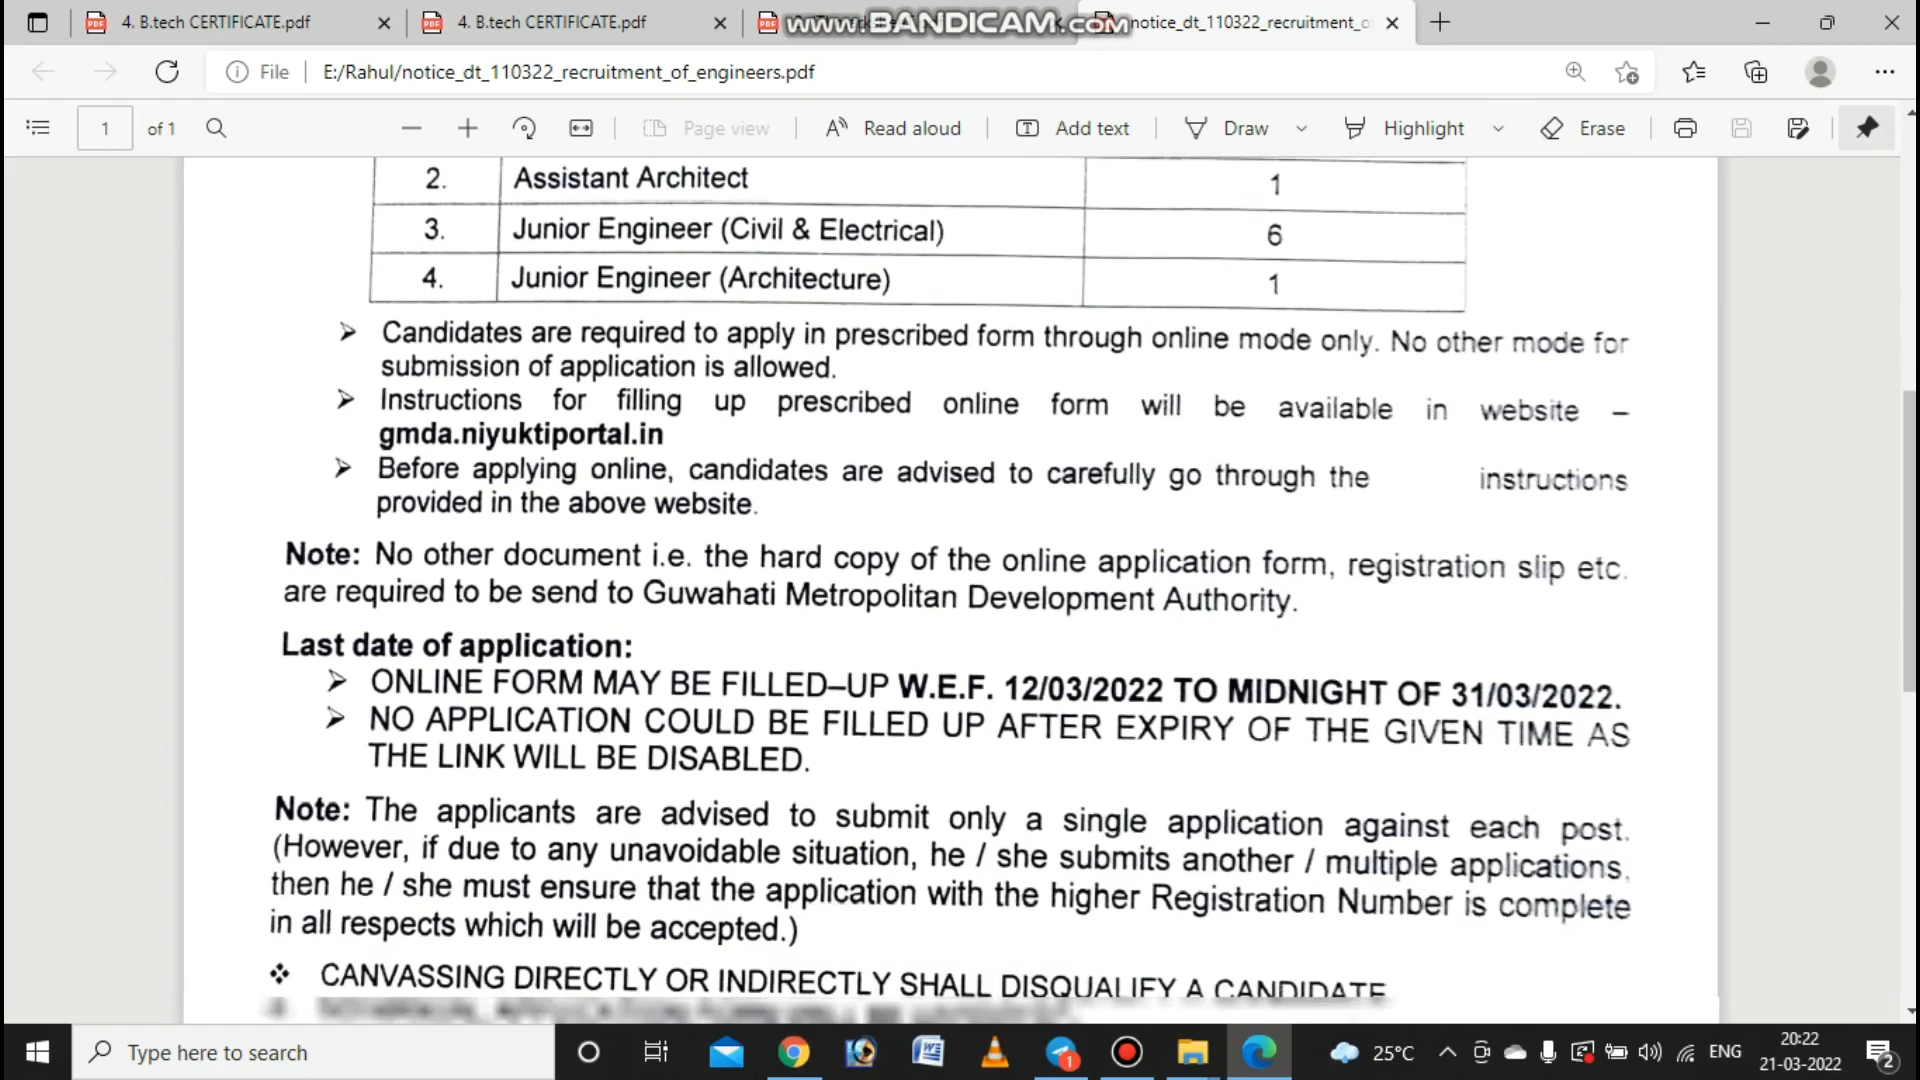 4. B.tech CERTIFICATE.pdf
4. B.tech CERTIFICATE.pdf
www.BANDICAM.com
notice_dt_110322_recruitment_o
File
E:/Rahul/notice_dt_110322_recruitment_of_engineers.pdf
1 of 1
Page view
Read aloud
Add text
Draw
Highlight
Erase
2. Assistant Architect 1
3. Junior Engineer (Civil & Electrical) 6
4. Junior Engineer (Architecture) 1
Candidates are required to apply in prescribed form through online mode only. No other mode for
submission of application is allowed.
Instructions for filling up prescribed online form will be available in website –
gmda.niyuktiportal.in
Before applying online, candidates are advised to carefully go through the instructions
provided in the above website.
Note: No other document i.e. the hard copy of the online application form, registration slip etc.
are required to be send to Guwahati Metropolitan Development Authority.
Last date of application:
ONLINE FORM MAY BE FILLED–UP W.E.F. 12/03/2022 TO MIDNIGHT OF 31/03/2022.
NO APPLICATION COULD BE FILLED UP AFTER EXPIRY OF THE GIVEN TIME AS
THE LINK WILL BE DISABLED.
Note: The applicants are advised to submit only a single application against each post.
(However, if due to any unavoidable situation, he / she submits another / multiple applications,
then he / she must ensure that the application with the higher Registration Number is complete
in all respects which will be accepted.)
CANVASSING DIRECTLY OR INDIRECTLY SHALL DISQUALIFY A CANDIDATE
Type here to search
1
25°C
ENG
20:22
21-03-2022
2